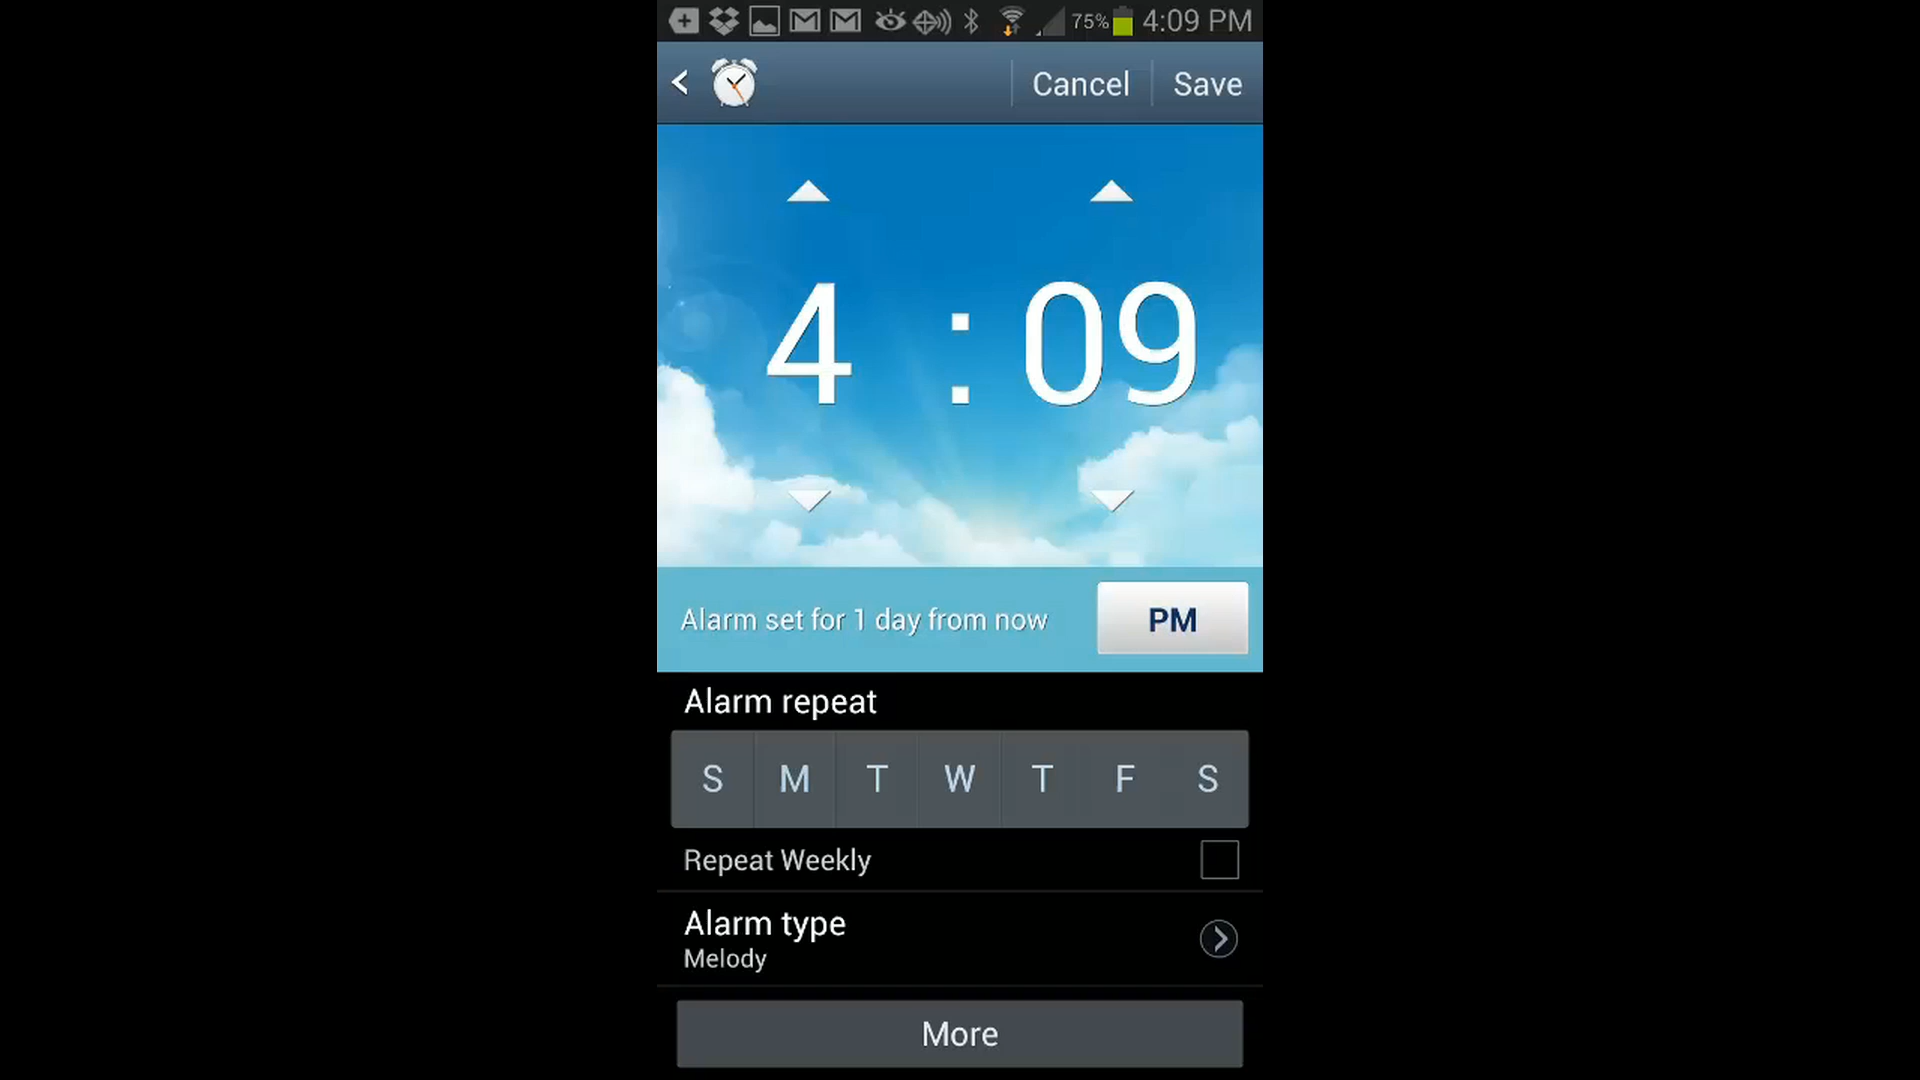 75% 4:09 PM
Cancel Save
4 : 09
Alarm set for 1 day from now PM
Alarm repeat
S M T W T F S
Repeat Weekly
Alarm type
Melody
More